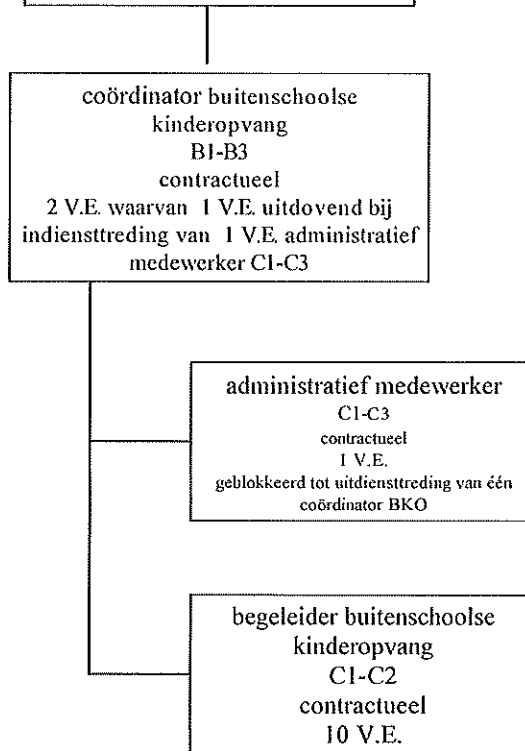 coördinator buitenschoolse
kinderopvang
B1-B3
contractueel
2 V.E. waarvan 1 V.E. uitdovend bij
indiensttreding van 1 V.E. administratief
medewerker C1-C3
administratief medewerker
C1-C3
contractueel
1 V.E.
geblokkeerd tot uitdiensttreding van één
coördinator BKO
begeleider buitenschoolse
kinderopvang
C1-C2
contractueel
10 V.E.